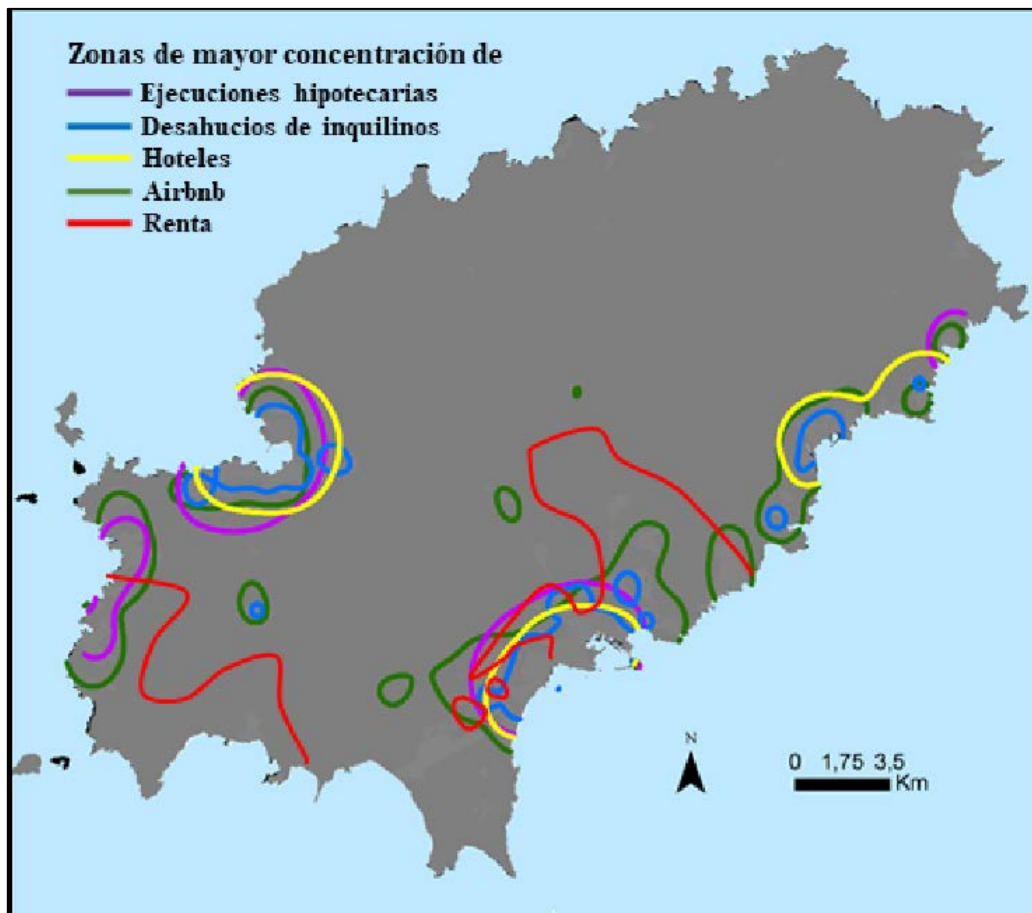 Zonas de mayor concentración de
Ejecuciones hipotecarias
Desahucios de inquilinos
Hoteles
Airbnb
Renta
N
0 1,75 3,5
Km